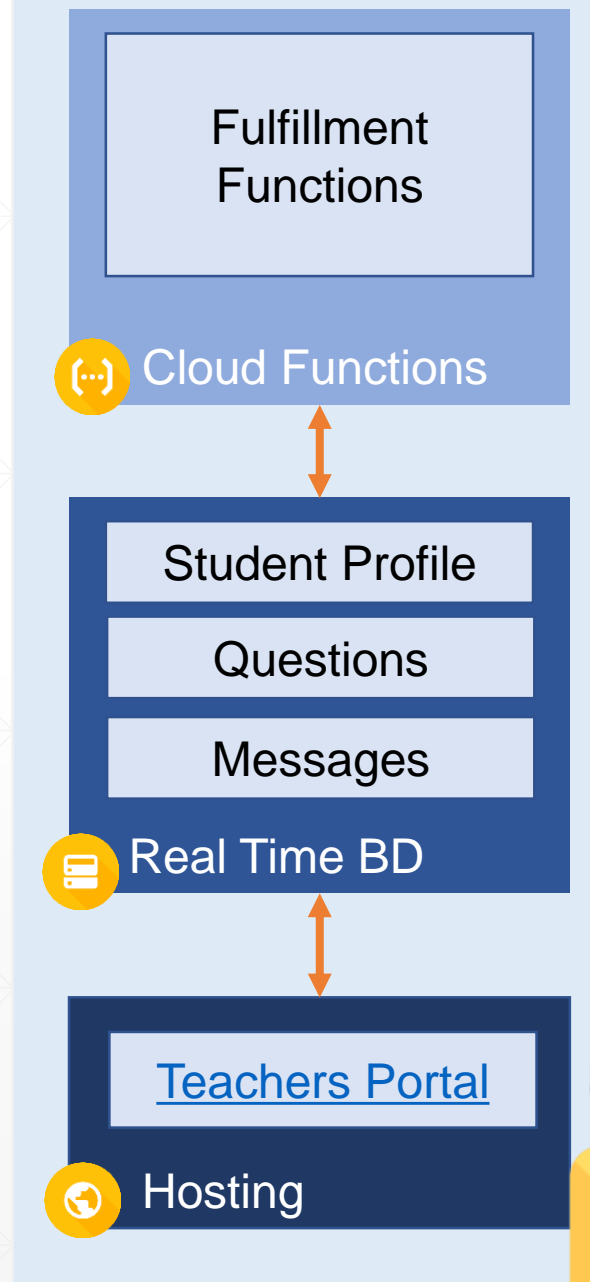 Fulfillment
Functions
Cloud Functions
Student Profile
Questions
Messages
Real Time BD
Teachers Portal
Hosting